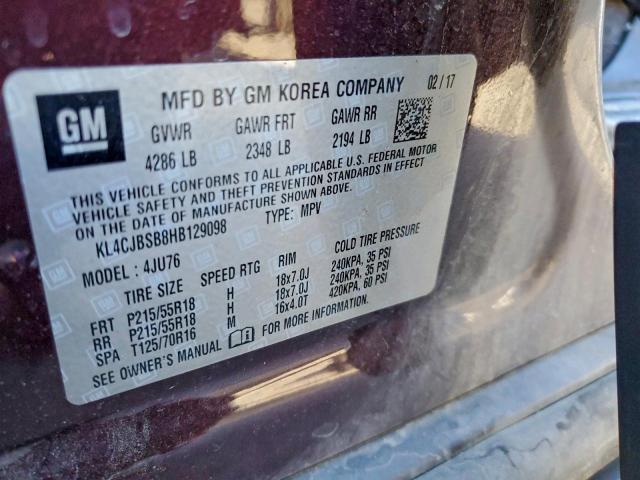 GM
MFD BY GM KOREA COMPANY 02 / 17
GVWR GAWR FRT GAWR RR
4286 LB 2348 LB 2194 LB
THIS VEHICLE CONFORMS TO ALL APPLICABLE U.S. FEDERAL MOTOR
VEHICLE SAFETY AND THEFT PREVENTION STANDARDS IN EFFECT
ON THE DATE OF MANUFACTURE SHOWN ABOVE.
KL4CJBSB8HB129098 TYPE: MPV
MODEL : 4JU76
TIRE SIZE SPEED RTG RIM COLD TIRE PRESSURE
FRT P215/55R18 H 18x7.0J 240KPA, 35 PSI
RR P215/55R18 H 18x7.0J 240KPA, 35 PSI
SPA T125/70R16 M 16x4.0T 420KPA, 60 PSI
SEE OWNER'S MANUAL FOR MORE INFORMATION.